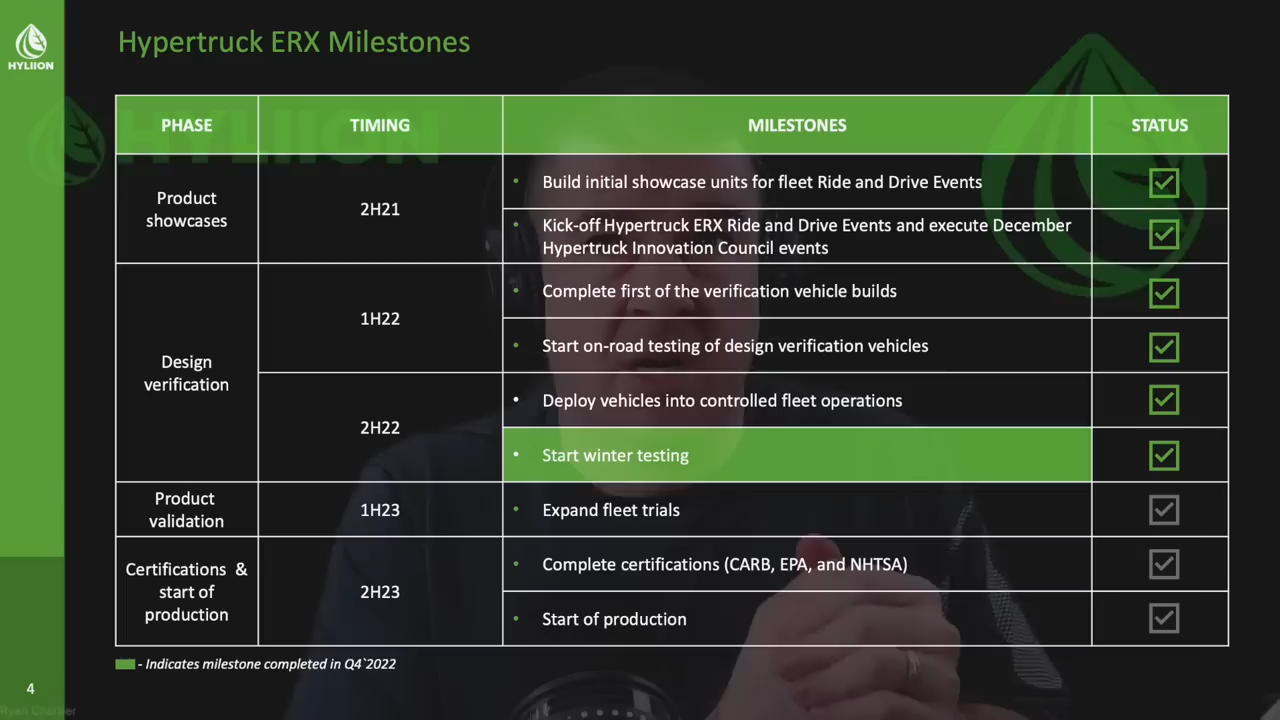 HYLIION
Hypertruck ERX Milestones
HYLIION
PHASE
TIMING
MILESTONES
STATUS
Product
showcases
2H21
• Build initial showcase units for fleet Ride and Drive Events
• Kick-off Hypertruck ERX Ride and Drive Events and execute December
Hypertruck Innovation Council events
Design
verification
1H22
• Complete first of the verification vehicle builds
• Start on-road testing of design verification vehicles
2H22
• Deploy vehicles into controlled fleet operations
• Start winter testing
Product
validation
1H23
• Expand fleet trials
Certifications &
start of
production
2H23
• Complete certifications (CARB, EPA, and NHTSA)
• Start of production
- Indicates milestone completed in Q4`2022
4
Ryan